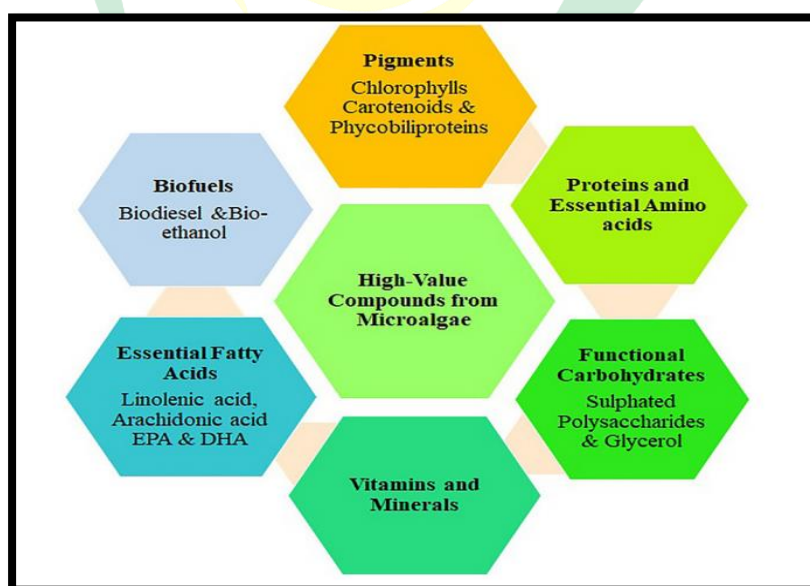 Pigments
Chlorophylls
Carotenoids &
Phycobiliproteins
Proteins and
Essential Amino
acids
Functional
Carbohydrates
Sulphated
Polysaccharides
& Glycerol
Vitamins and
Minerals
Essential Fatty
Acids
Linolenic acid,
Arachidonic acid
EPA & DHA
Biofuels
Biodiesel &Bio-
ethanol
High-Value
Compounds from
Microalgae